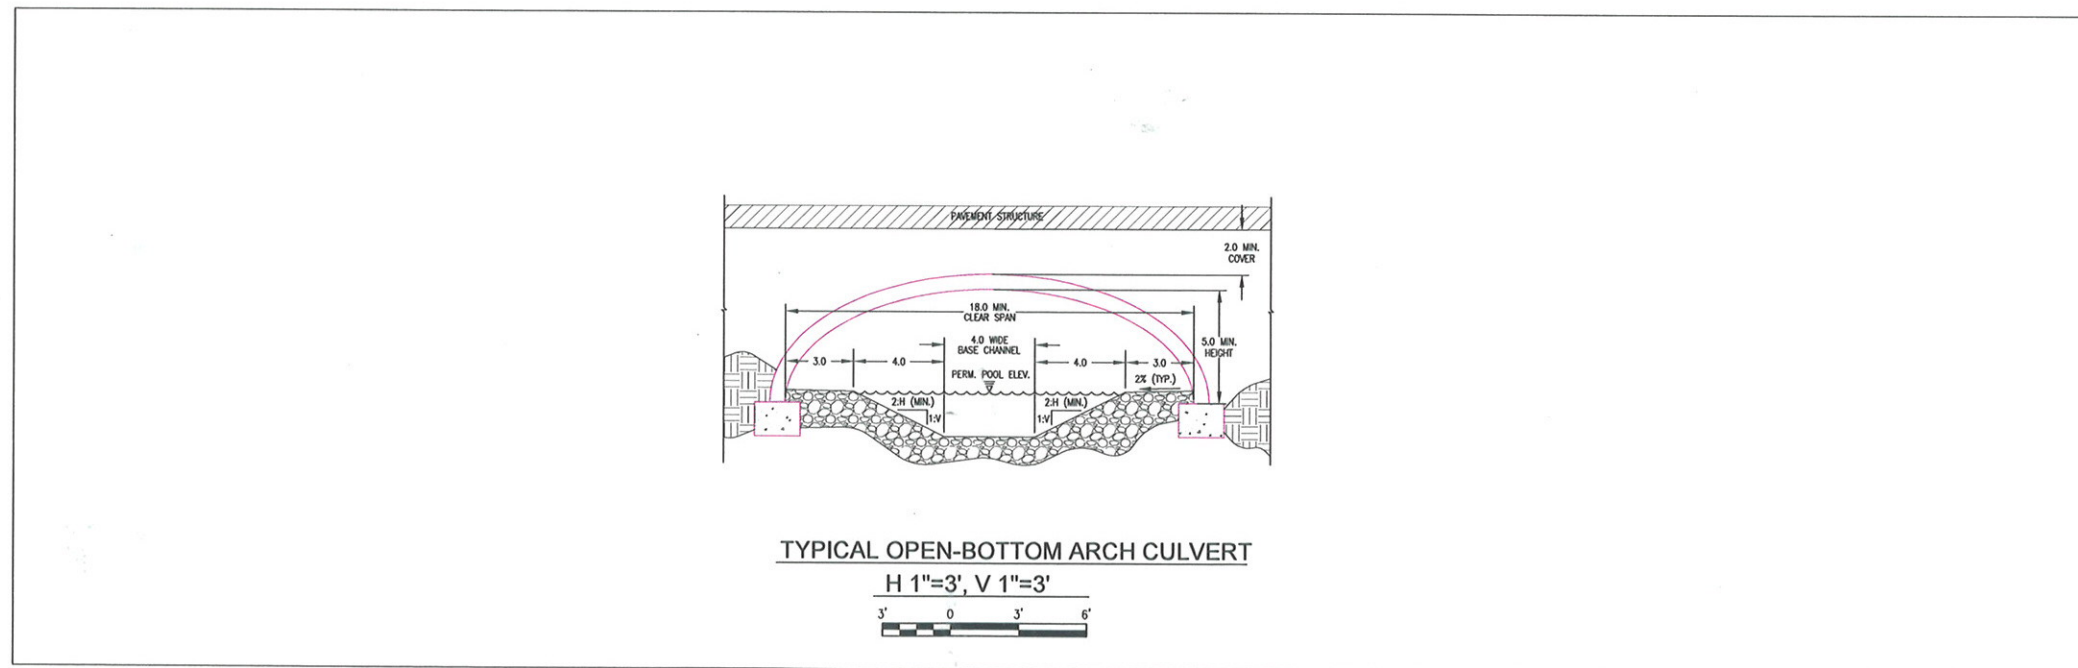 PAVEMENT STRUCTURE
2.0 MIN.
COVER
18.0 MIN.
CLEAR SPAN
4.0 WIDE
BASE CHANNEL
5.0 MIN.
HEIGHT
3.0
4.0
4.0
3.0
PERM. POOL ELEV.
2% (TYP.)
2:H (MIN.)
1:V
2:H (MIN.)
1:V
TYPICAL OPEN-BOTTOM ARCH CULVERT
H 1"=3', V 1"=3'
3' 0 3' 6'